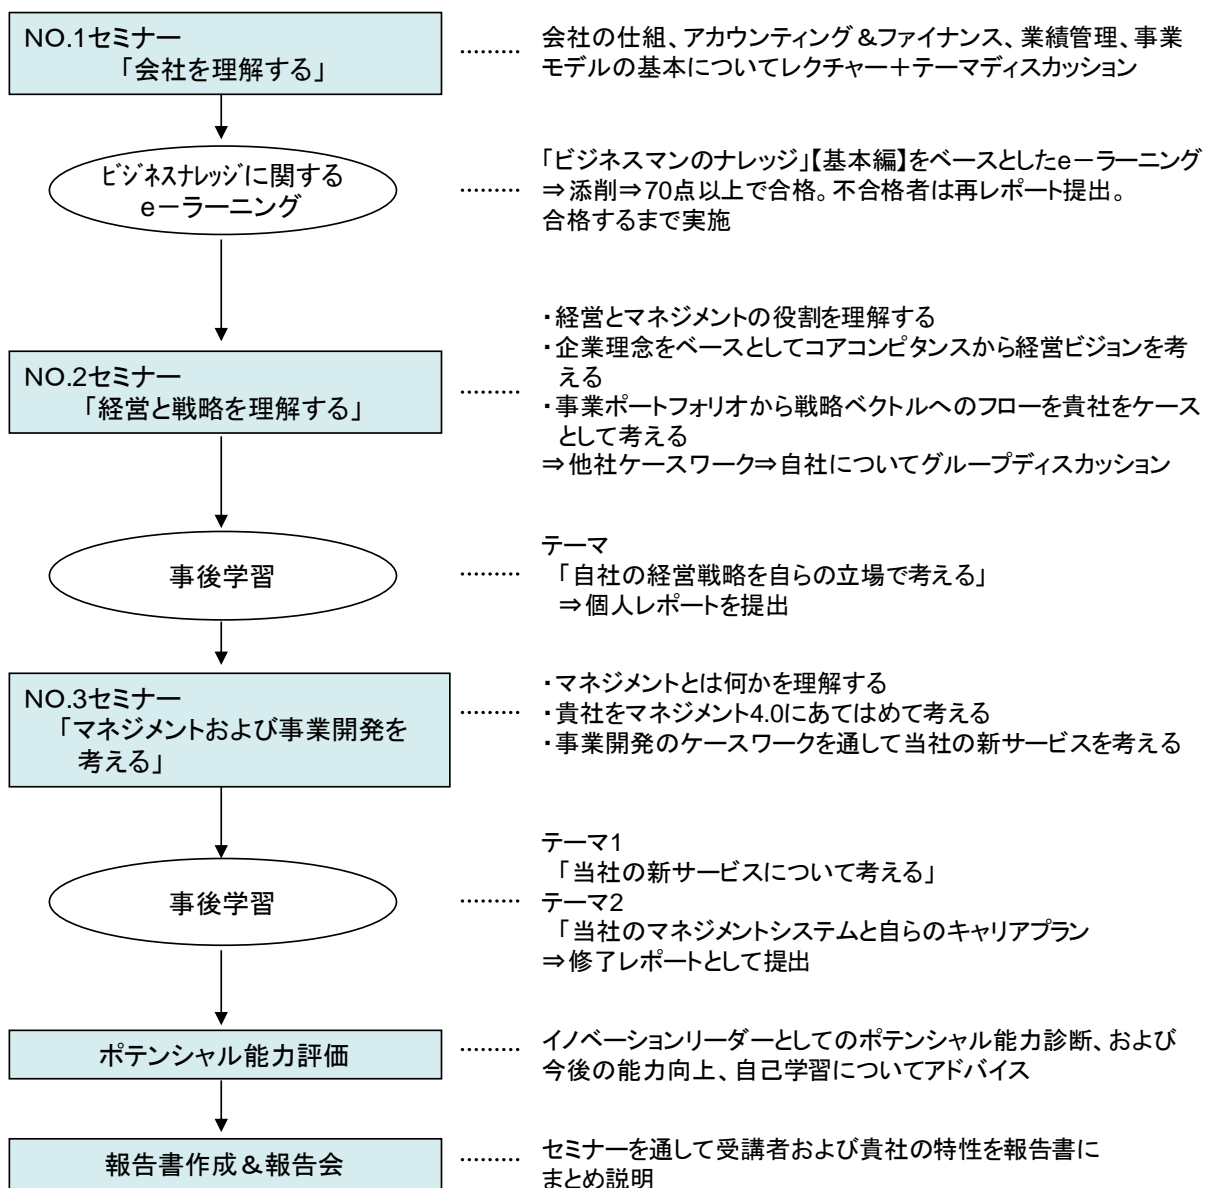 NO.1セミナー
「会社を理解する」
……… 会社の仕組、アカウンティング&ファイナンス、業績管理、事業
モデルの基本についてレクチャー＋テーマディスカッション
ﾋﾞｼﾞﾈｽﾅﾚｯｼﾞに関する
e－ラーニング
……… 「ビジネスマンのナレッジ」【基本編】をベースとしたe－ラーニング
⇒添削⇒70点以上で合格。不合格者は再レポート提出。
合格するまで実施
NO.2セミナー
「経営と戦略を理解する」
………
・経営とマネジメントの役割を理解する
・企業理念をベースとしてコアコンピタンスから経営ビジョンを考
える
・事業ポートフォリオから戦略ベクトルへのフローを貴社をケース
として考える
⇒他社ケースワーク⇒自社についてグループディスカッション
事後学習
………
テーマ
「自社の経営戦略を自らの立場で考える」
⇒個人レポートを提出
NO.3セミナー
「マネジメントおよび事業開発を
考える」
………
・マネジメントとは何かを理解する
・貴社をマネジメント4.0にあてはめて考える
・事業開発のケースワークを通して当社の新サービスを考える
事後学習
………
テーマ1
「当社の新サービスについて考える」
テーマ2
「当社のマネジメントシステムと自らのキャリアプラン
⇒修了レポートとして提出
ポテンシャル能力評価
……… イノベーションリーダーとしてのポテンシャル能力診断、および
今後の能力向上、自己学習についてアドバイス
報告書作成＆報告会
……… セミナーを通して受講者および貴社の特性を報告書に
まとめ説明